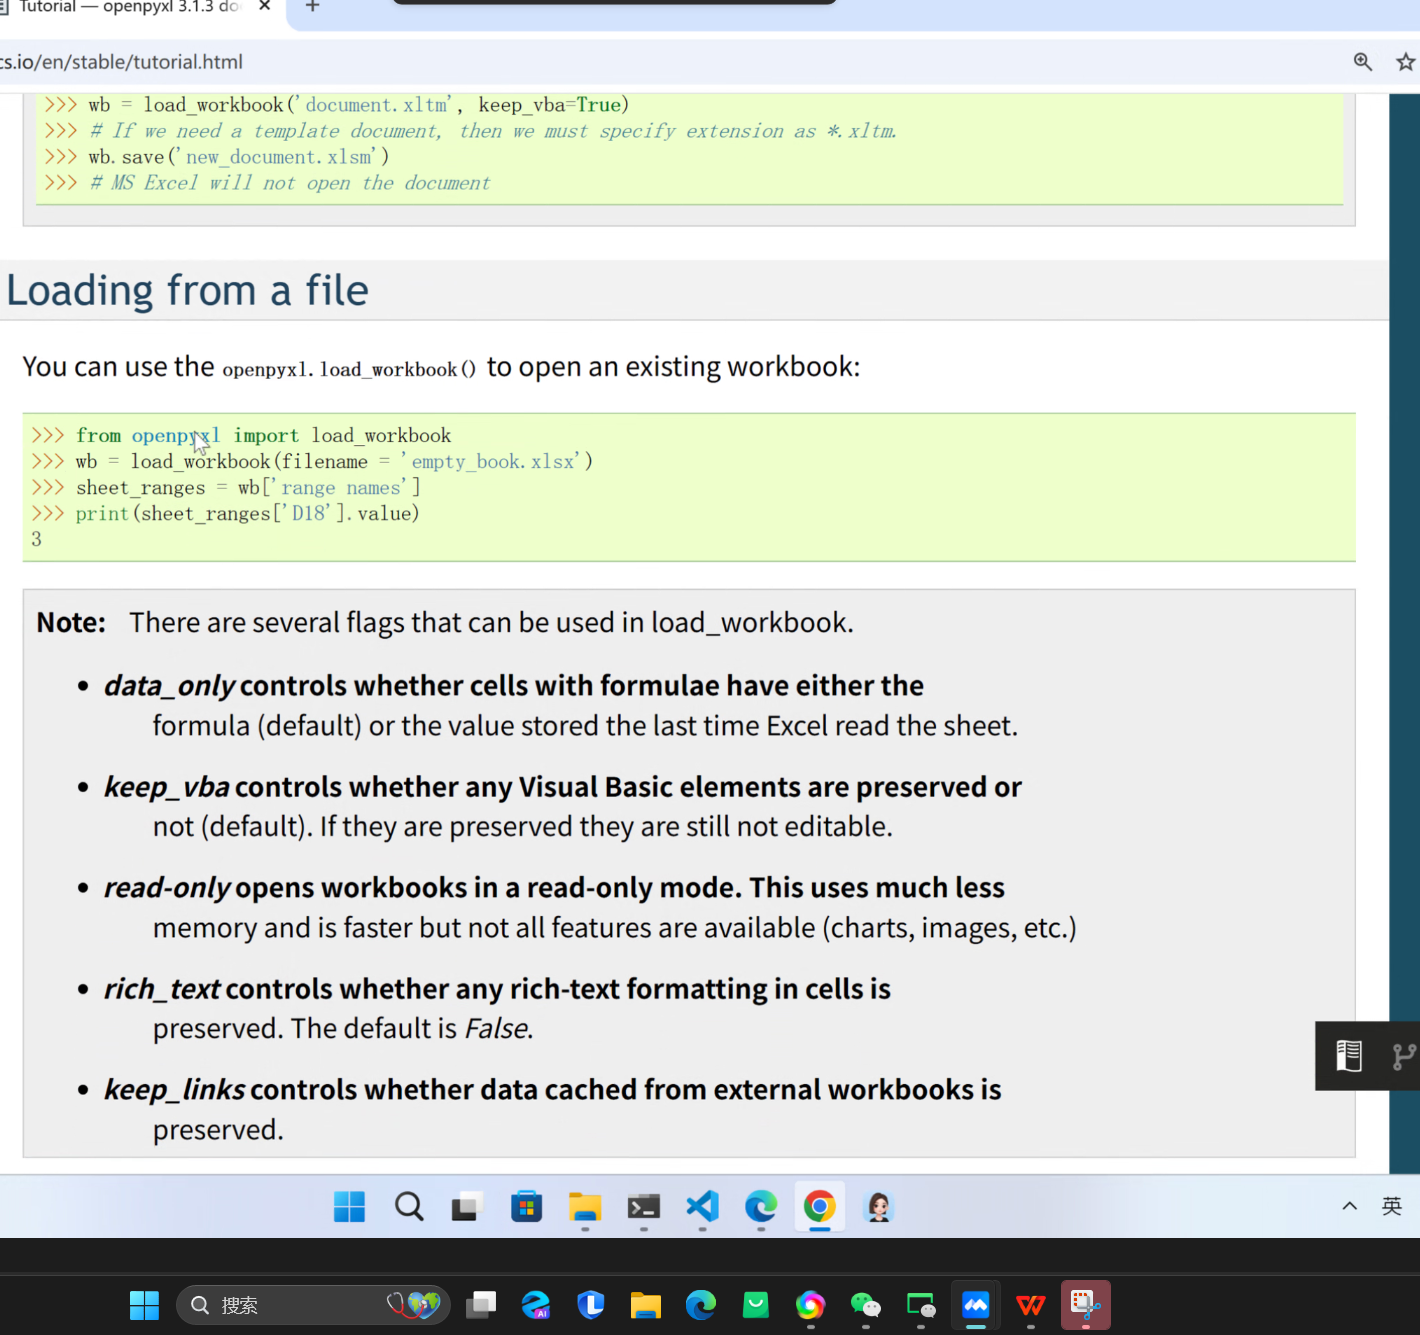 Tutorial — openpyxl 3.1.3 do
cs.io/en/stable/tutorial.html
>>> wb = load_workbook('document.xltm', keep_vba=True)
>>> # If we need a template document, then we must specify extension as *.xltm.
>>> wb.save('new_document.xlsm')
>>> # MS Excel will not open the document
Loading from a file
You can use the openpyxl.load_workbook() to open an existing workbook:
>>> from openpyxl import load_workbook
>>> wb = load_workbook(filename = 'empty_book.xlsx')
>>> sheet_ranges = wb['range names']
>>> print(sheet_ranges['D18'].value)
3
Note: There are several flags that can be used in load_workbook.
• data_only controls whether cells with formulae have either the
formula (default) or the value stored the last time Excel read the sheet.
• keep_vba controls whether any Visual Basic elements are preserved or
not (default). If they are preserved they are still not editable.
• read-only opens workbooks in a read-only mode. This uses much less
memory and is faster but not all features are available (charts, images, etc.)
• rich_text controls whether any rich-text formatting in cells is
preserved. The default is False.
• keep_links controls whether data cached from external workbooks is
preserved.
英
搜索
AI